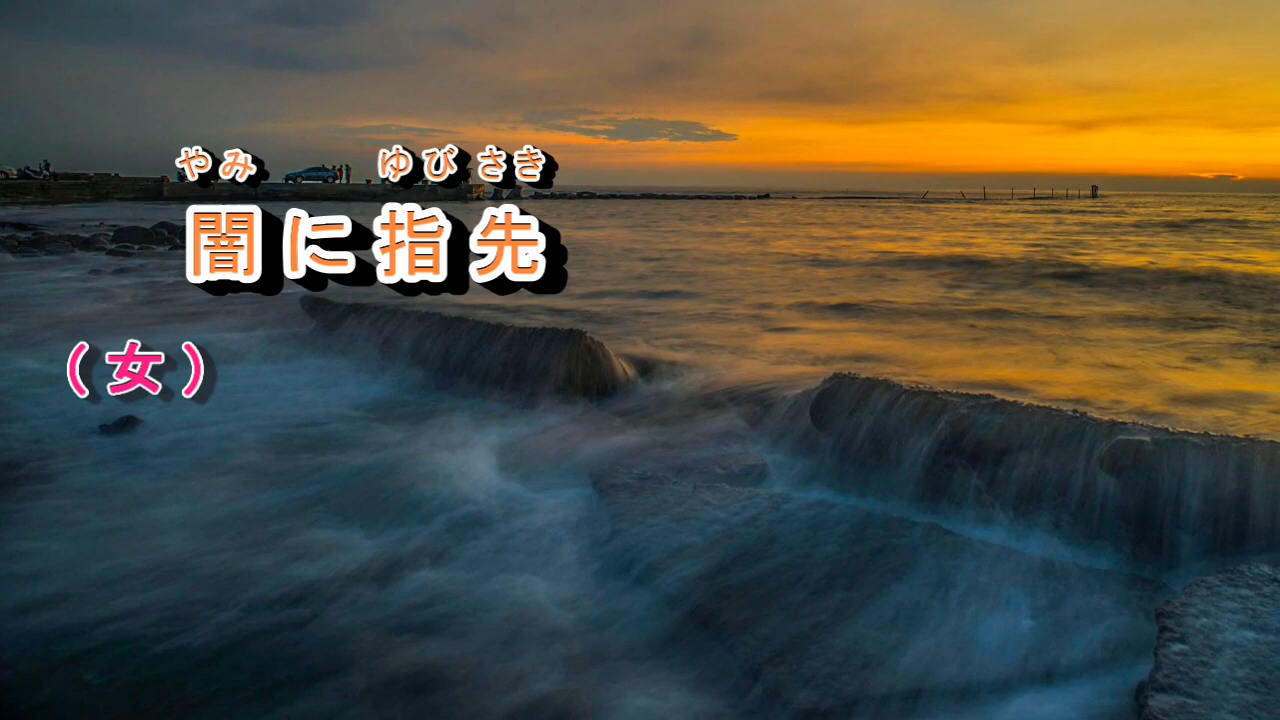 やみ ゆび さき
闇に指先
（女）